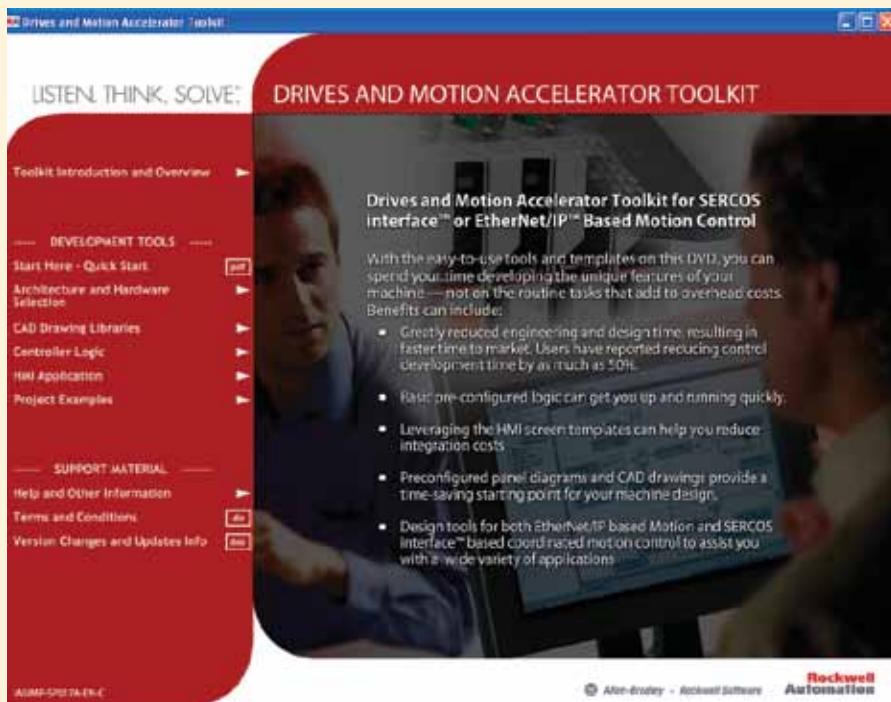 Drives and Motion Accelerator Toolkit
LISTEN. THINK. SOLVE.
DRIVES AND MOTION ACCELERATOR TOOLKIT
Toolkit Introduction and Overview
DEVELOPMENT TOOLS
Start Here - Quick Start
Architecture and Hardware
Selection
CAD Drawing Libraries
Controller Logic
HMI Application
Project Examples
SUPPORT MATERIAL
Help and Other Information
Terms and Conditions
Version Changes and Updates Info
Drives and Motion Accelerator Toolkit for SERCOS
interface™ or EtherNet/IP™ Based Motion Control
With the easy-to-use tools and templates on this DVD, you can
spend your time developing the unique features of your
machine — not on the routine tasks that add to overhead costs.
Benefits can include:
• Greatly reduced engineering and design time, resulting in
faster time to market. Users have reported reducing control
development time by as much as 50%.
• Basic pre-configured logic can get you up and running quickly.
• Leveraging the HMI screen templates can help you reduce
integration costs
• Preconfigured panel diagrams and CAD drawings provide a
time-saving starting point for your machine design.
• Design tools for both EtherNet/IP based Motion and SERCOS
interface™ based coordinated motion control to assist you
with a wide variety of applications
Allen-Bradley • Rockwell Software
Rockwell
Automation